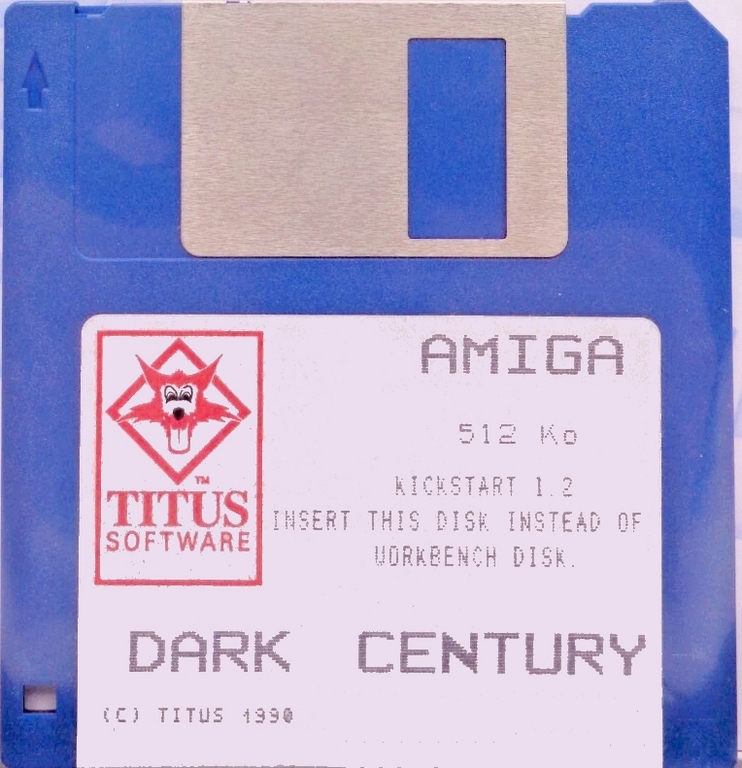 AMIGA
512 Ko
KICKSTART 1.2
INSERT THIS DISK INSTEAD OF
WORKBENCH DISK.
TM
TITUS
SOFTWARE
DARK CENTURY
(C) TITUS 1990